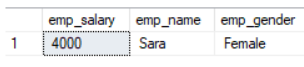 emp_salary emp_name emp_gender
1 4000 Sara Female